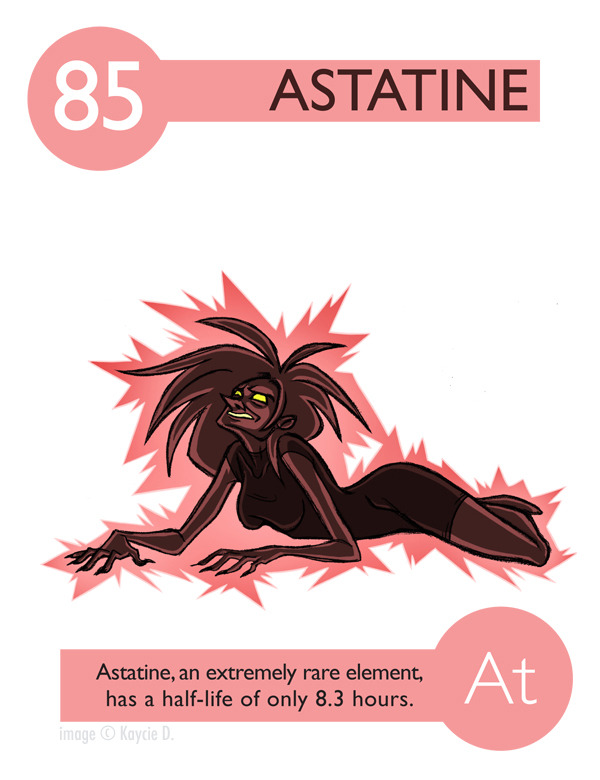 85
ASTATINE
Astatine, an extremely rare element,
has a half-life of only 8.3 hours.
At
image © Kaycie D.